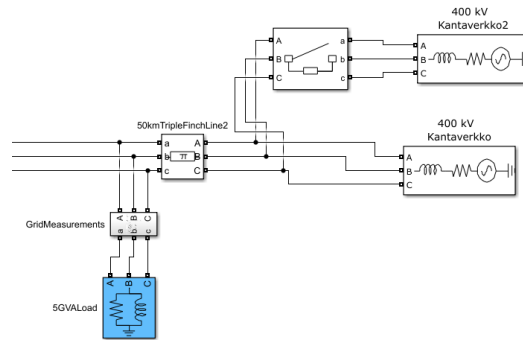 400 kV
Kantaverkko2
A
B
C
a
b
c
A
B
C
50kmTripleFinchLine2
a
b
c
π
A
B
C
400 kV
Kantaverkko
A
B
C
GridMeasurements
A
B
C
a
b
c
5GVALoad
A
B
C